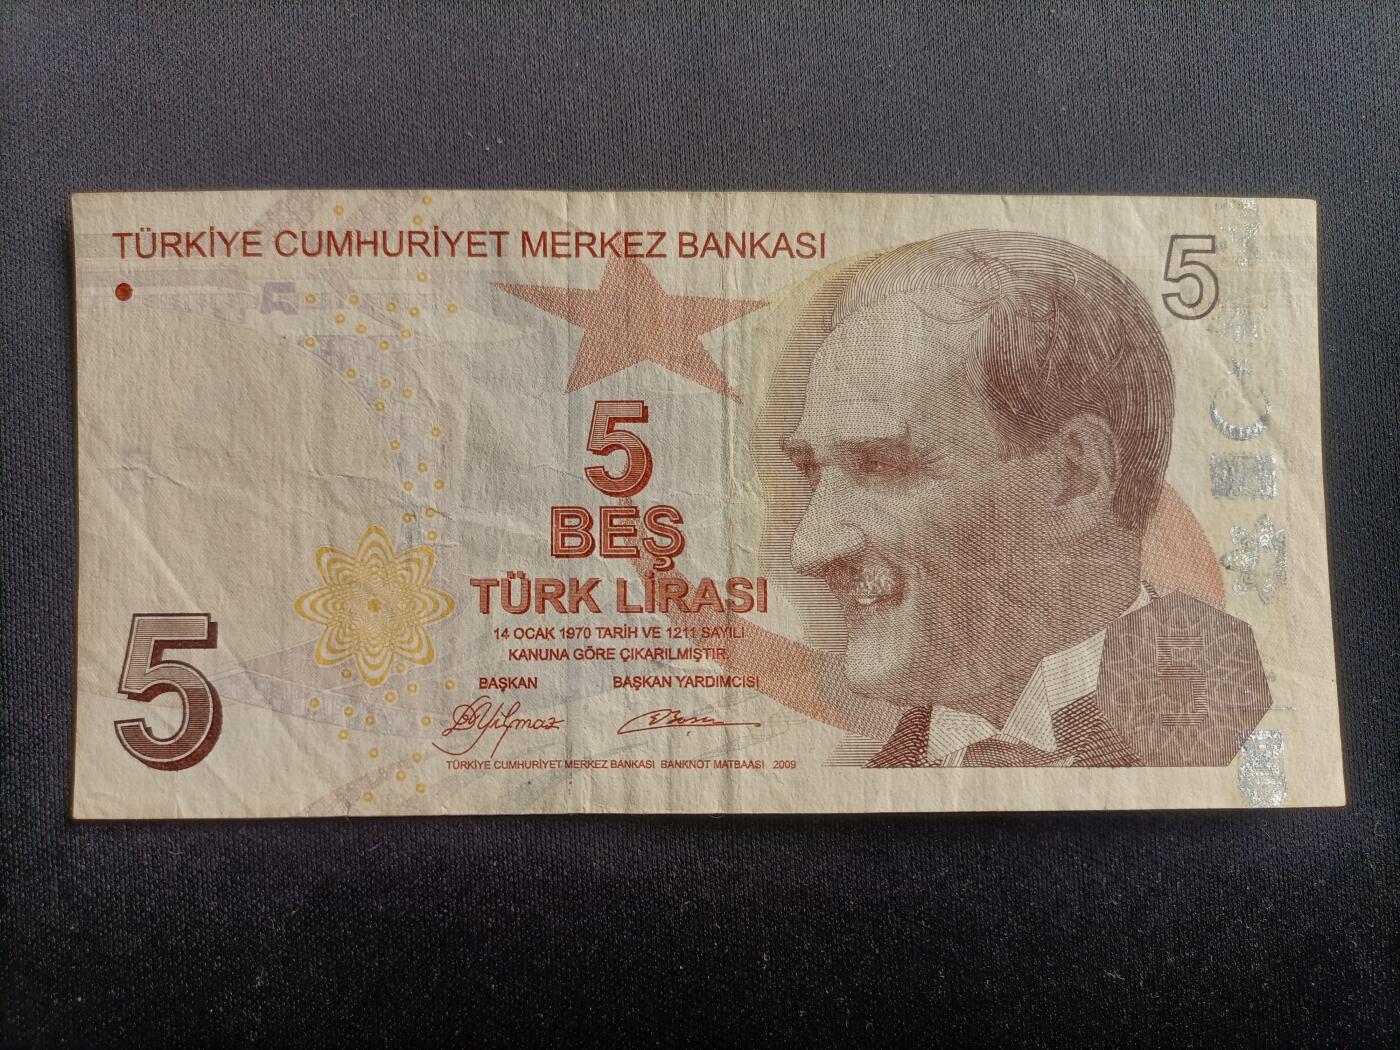 TÜRKİYE CUMHURİYET MERKEZ BANKASI
5
5
BEŞ
TÜRK LİRASI
14 OCAK 1970 TARİH VE 1211 SAYILI
KANUNA GÖRE ÇIKARILMIŞTIR.
BAŞKAN BAŞKAN YARDIMCISI
5
5
TÜRKİYE CUMHURİYET MERKEZ BANKASI BANKNOT MATBAASI 2009